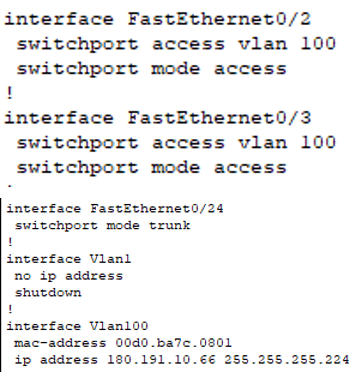 interface FastEthernet0/2
switchport access vlan 100
switchport mode access
!
interface FastEthernet0/3
switchport access vlan 100
switchport mode access
.
interface FastEthernet0/24
switchport mode trunk
!
interface Vlan1
no ip address
shutdown
!
interface Vlan100
mac-address 00d0.ba7c.0801
ip address 180.191.10.66 255.255.255.224